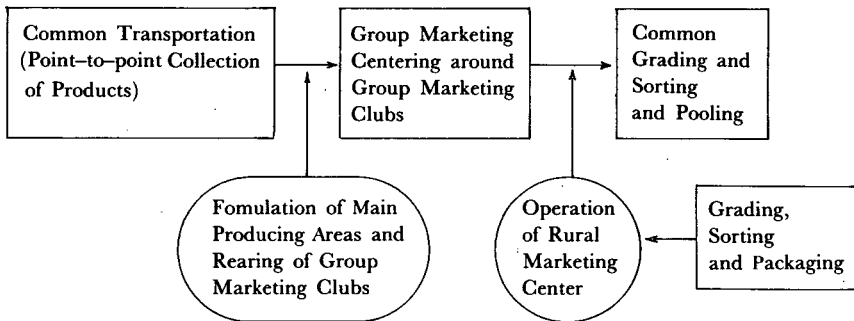 Common Transportation
(Point–to–point Collection
of Products)
Group Marketing
Centering around
Group Marketing
Clubs
Common
Grading and
Sorting
and Pooling
Fomulation of Main
Producing Areas and
Rearing of Group
Marketing Clubs
Operation
of Rural
Marketing
Center
Grading,
Sorting
and Packaging